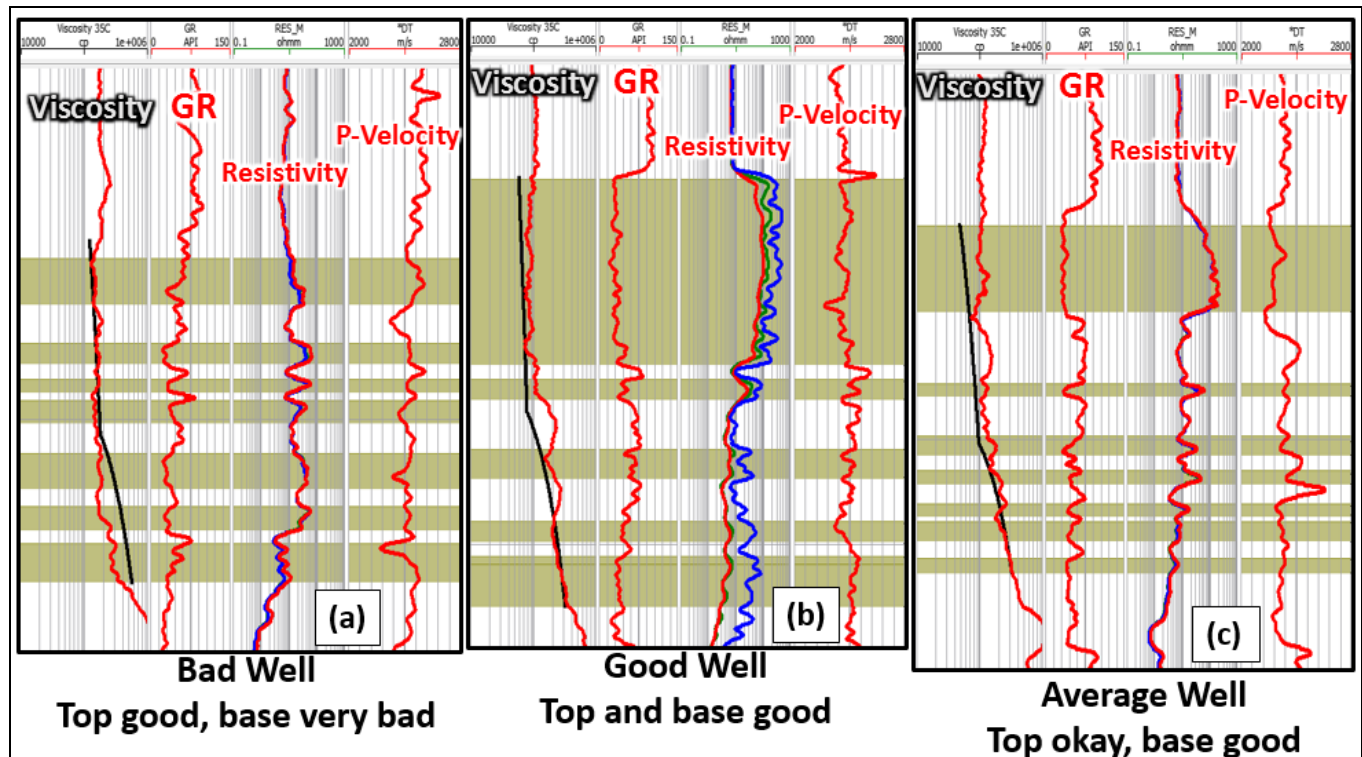 Viscosity 35C GR RES_M *DT
10000 cp 1e+006 0 API 150 0.1 ohmm 1000 2000 m/s 2800
Viscosity
GR
Resistivity
P-Velocity
(a)
Bad Well
Top good, base very bad
Viscosity 35C GR RES_M *DT
10000 cp 1e+006 0 API 150 0.1 ohmm 1000 2000 m/s 2800
Viscosity
GR
Resistivity
P-Velocity
(b)
Good Well
Top and base good
Viscosity 35C GR RES_M *DT
10000 cp 1e+006 0 API 150 0.1 ohmm 1000 2000 m/s 2800
Viscosity
GR
Resistivity
P-Velocity
(c)
Average Well
Top okay, base good